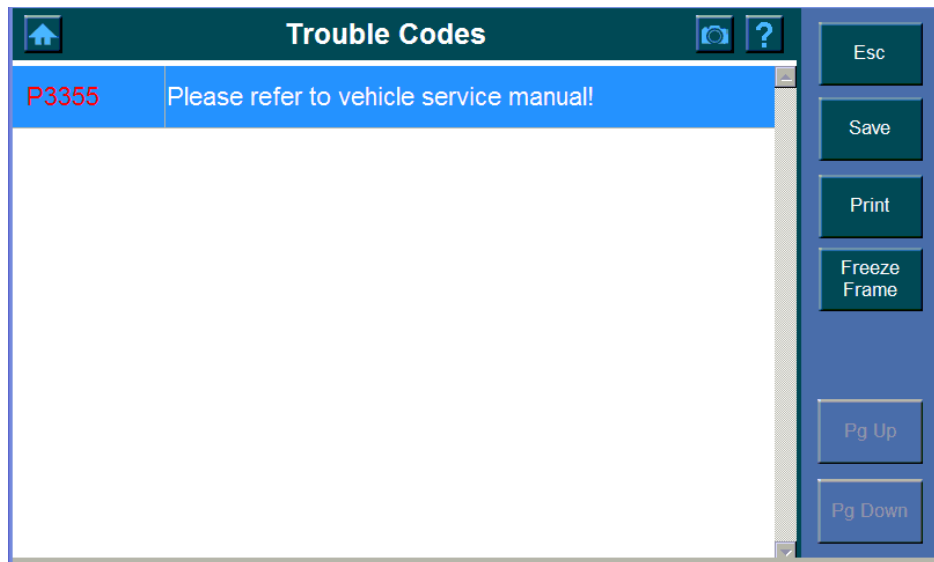 Trouble Codes
?
P3355
Please refer to vehicle service manual!
Esc
Save
Print
Freeze
Frame
Pg Up
Pg Down